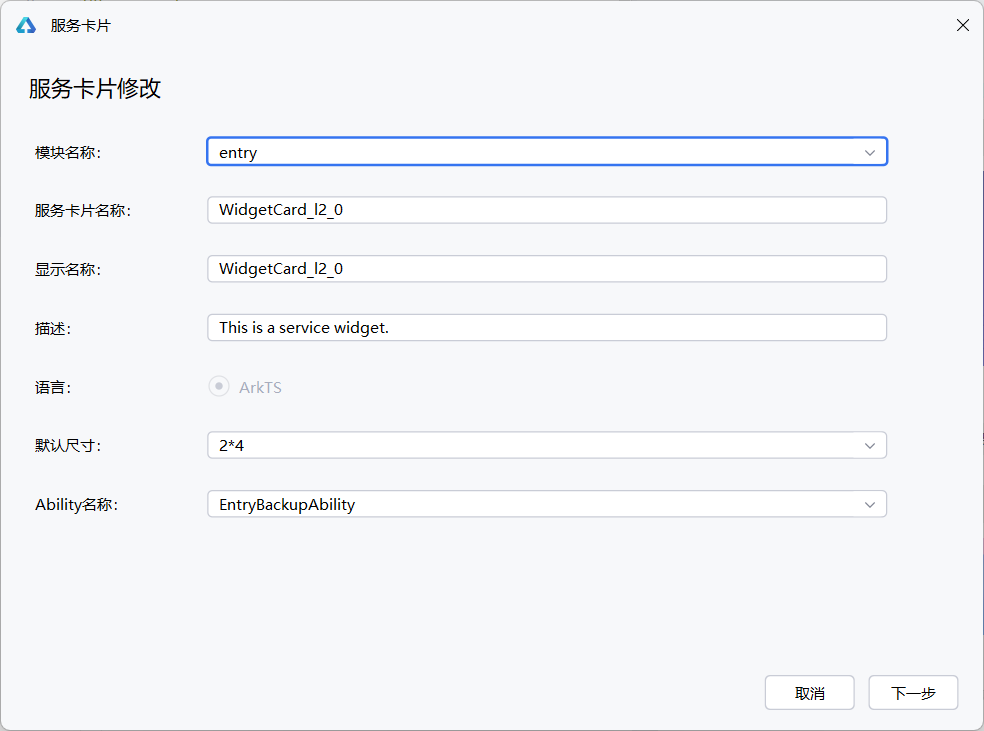 服务卡片
服务卡片修改
模块名称: entry
服务卡片名称: WidgetCard_l2_0
显示名称: WidgetCard_l2_0
描述: This is a service widget.
语言: ArkTS
默认尺寸: 2*4
Ability名称: EntryBackupAbility
取消 下一步